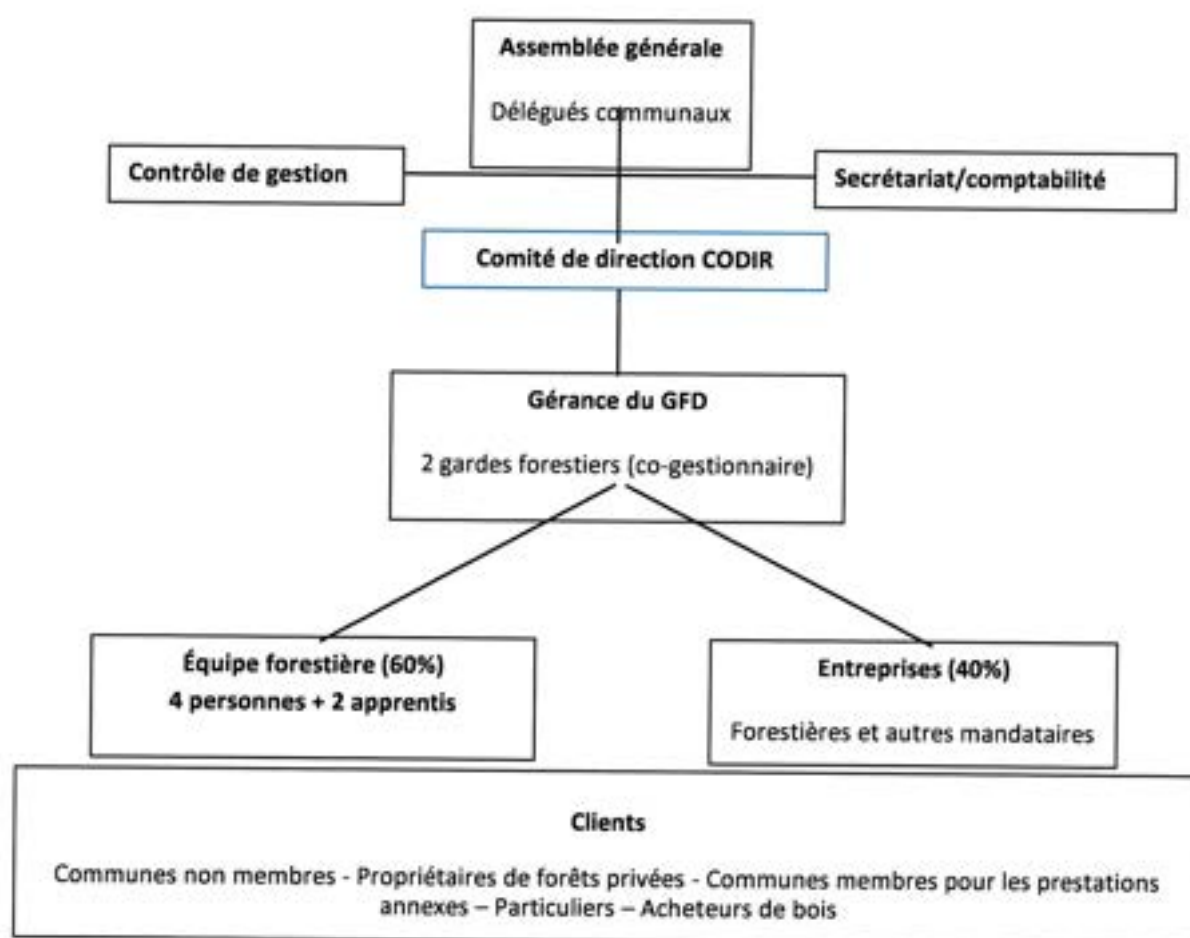 Assemblée générale
Délégués communaux
Contrôle de gestion
Secrétariat/comptabilité
Comité de direction CODIR
Gérance du GFD
2 gardes forestiers (co-gestionnaire)
Équipe forestière (60%)
4 personnes + 2 apprentis
Entreprises (40%)
Forestières et autres mandataires
Clients
Communes non membres - Propriétaires de forêts privées - Communes membres pour les prestations
annexes – Particuliers – Acheteurs de bois